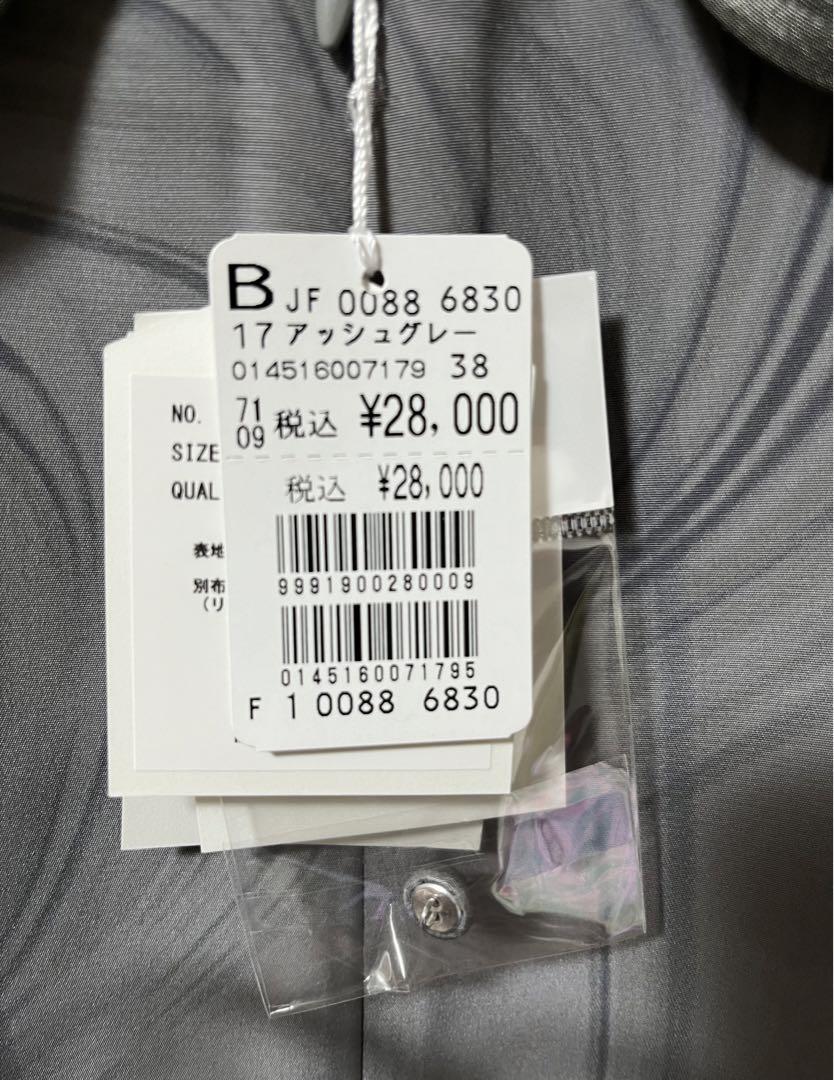 B JF 0088 6830
17 アッシュグレー
014516007179 38
71
09 税込 ¥28,000
税込 ¥28,000
9991900280009
0145160071795
F 1 0088 6830
NO.
SIZE
QUAL
表地
別布
(リ